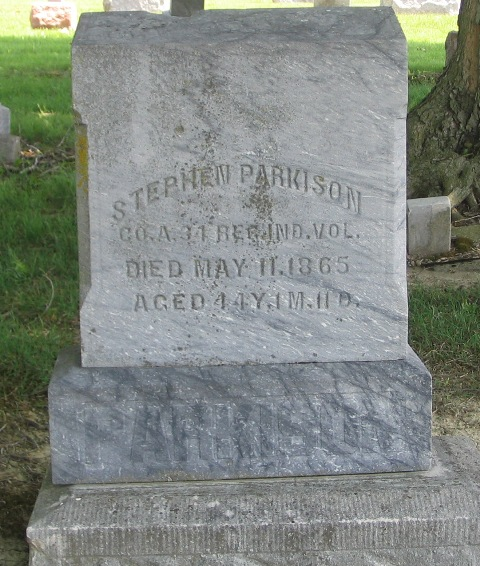 STEPHEN PARKISON
CO. A. 34 REG. IND. VOL.
DIED MAY 11. 1865
AGED 44Y. 1M. 11D.
PARKISON